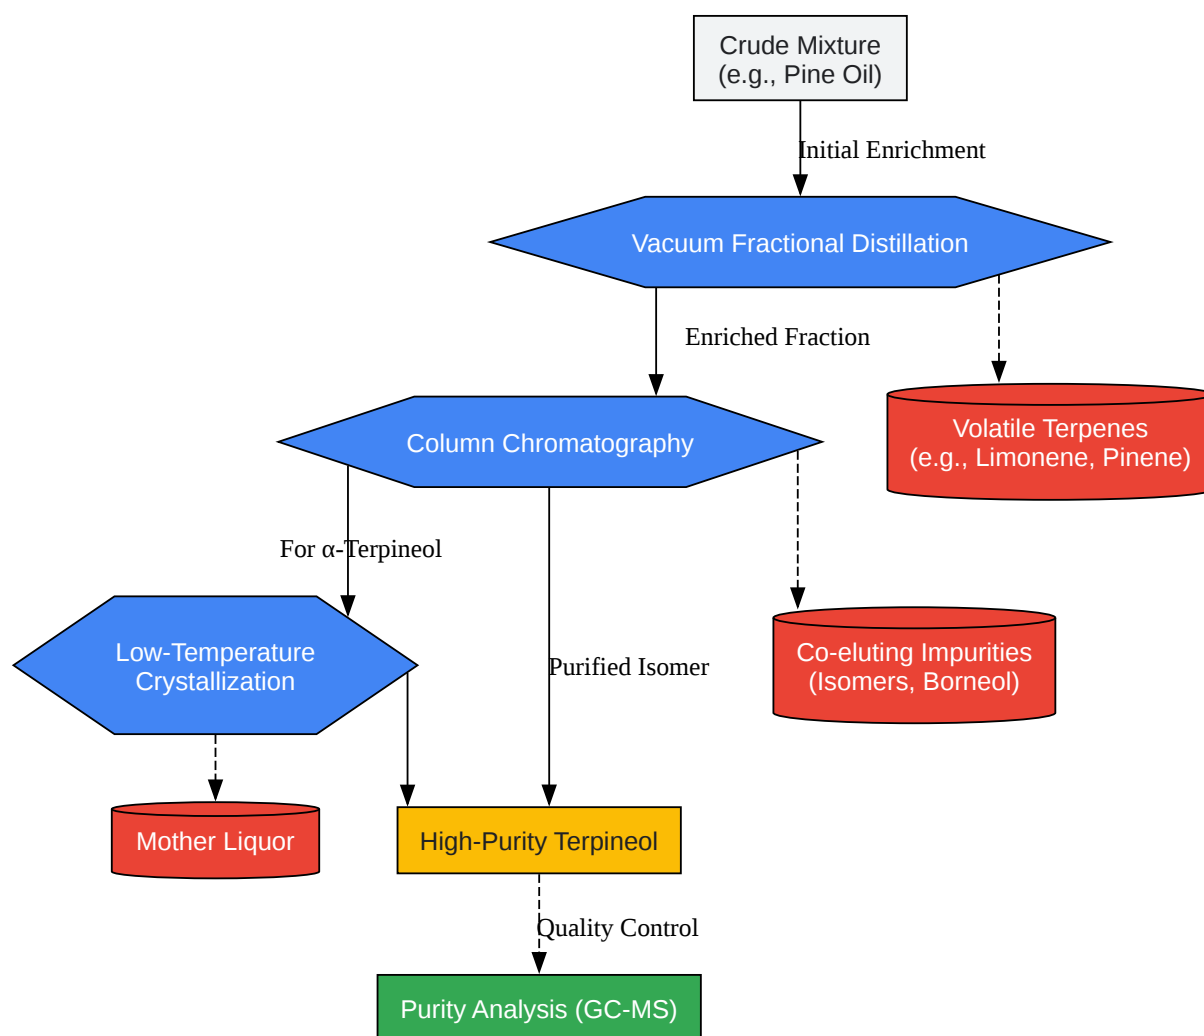 Crude Mixture
(e.g., Pine Oil)
Initial Enrichment
Vacuum Fractional Distillation
Enriched Fraction
Volatile Terpenes
(e.g., Limonene, Pinene)
Column Chromatography
For α-Terpineol
Low-Temperature
Crystallization
Purified Isomer
Co-eluting Impurities
(Isomers, Borneol)
Mother Liquor
High-Purity Terpineol
Quality Control
Purity Analysis (GC-MS)